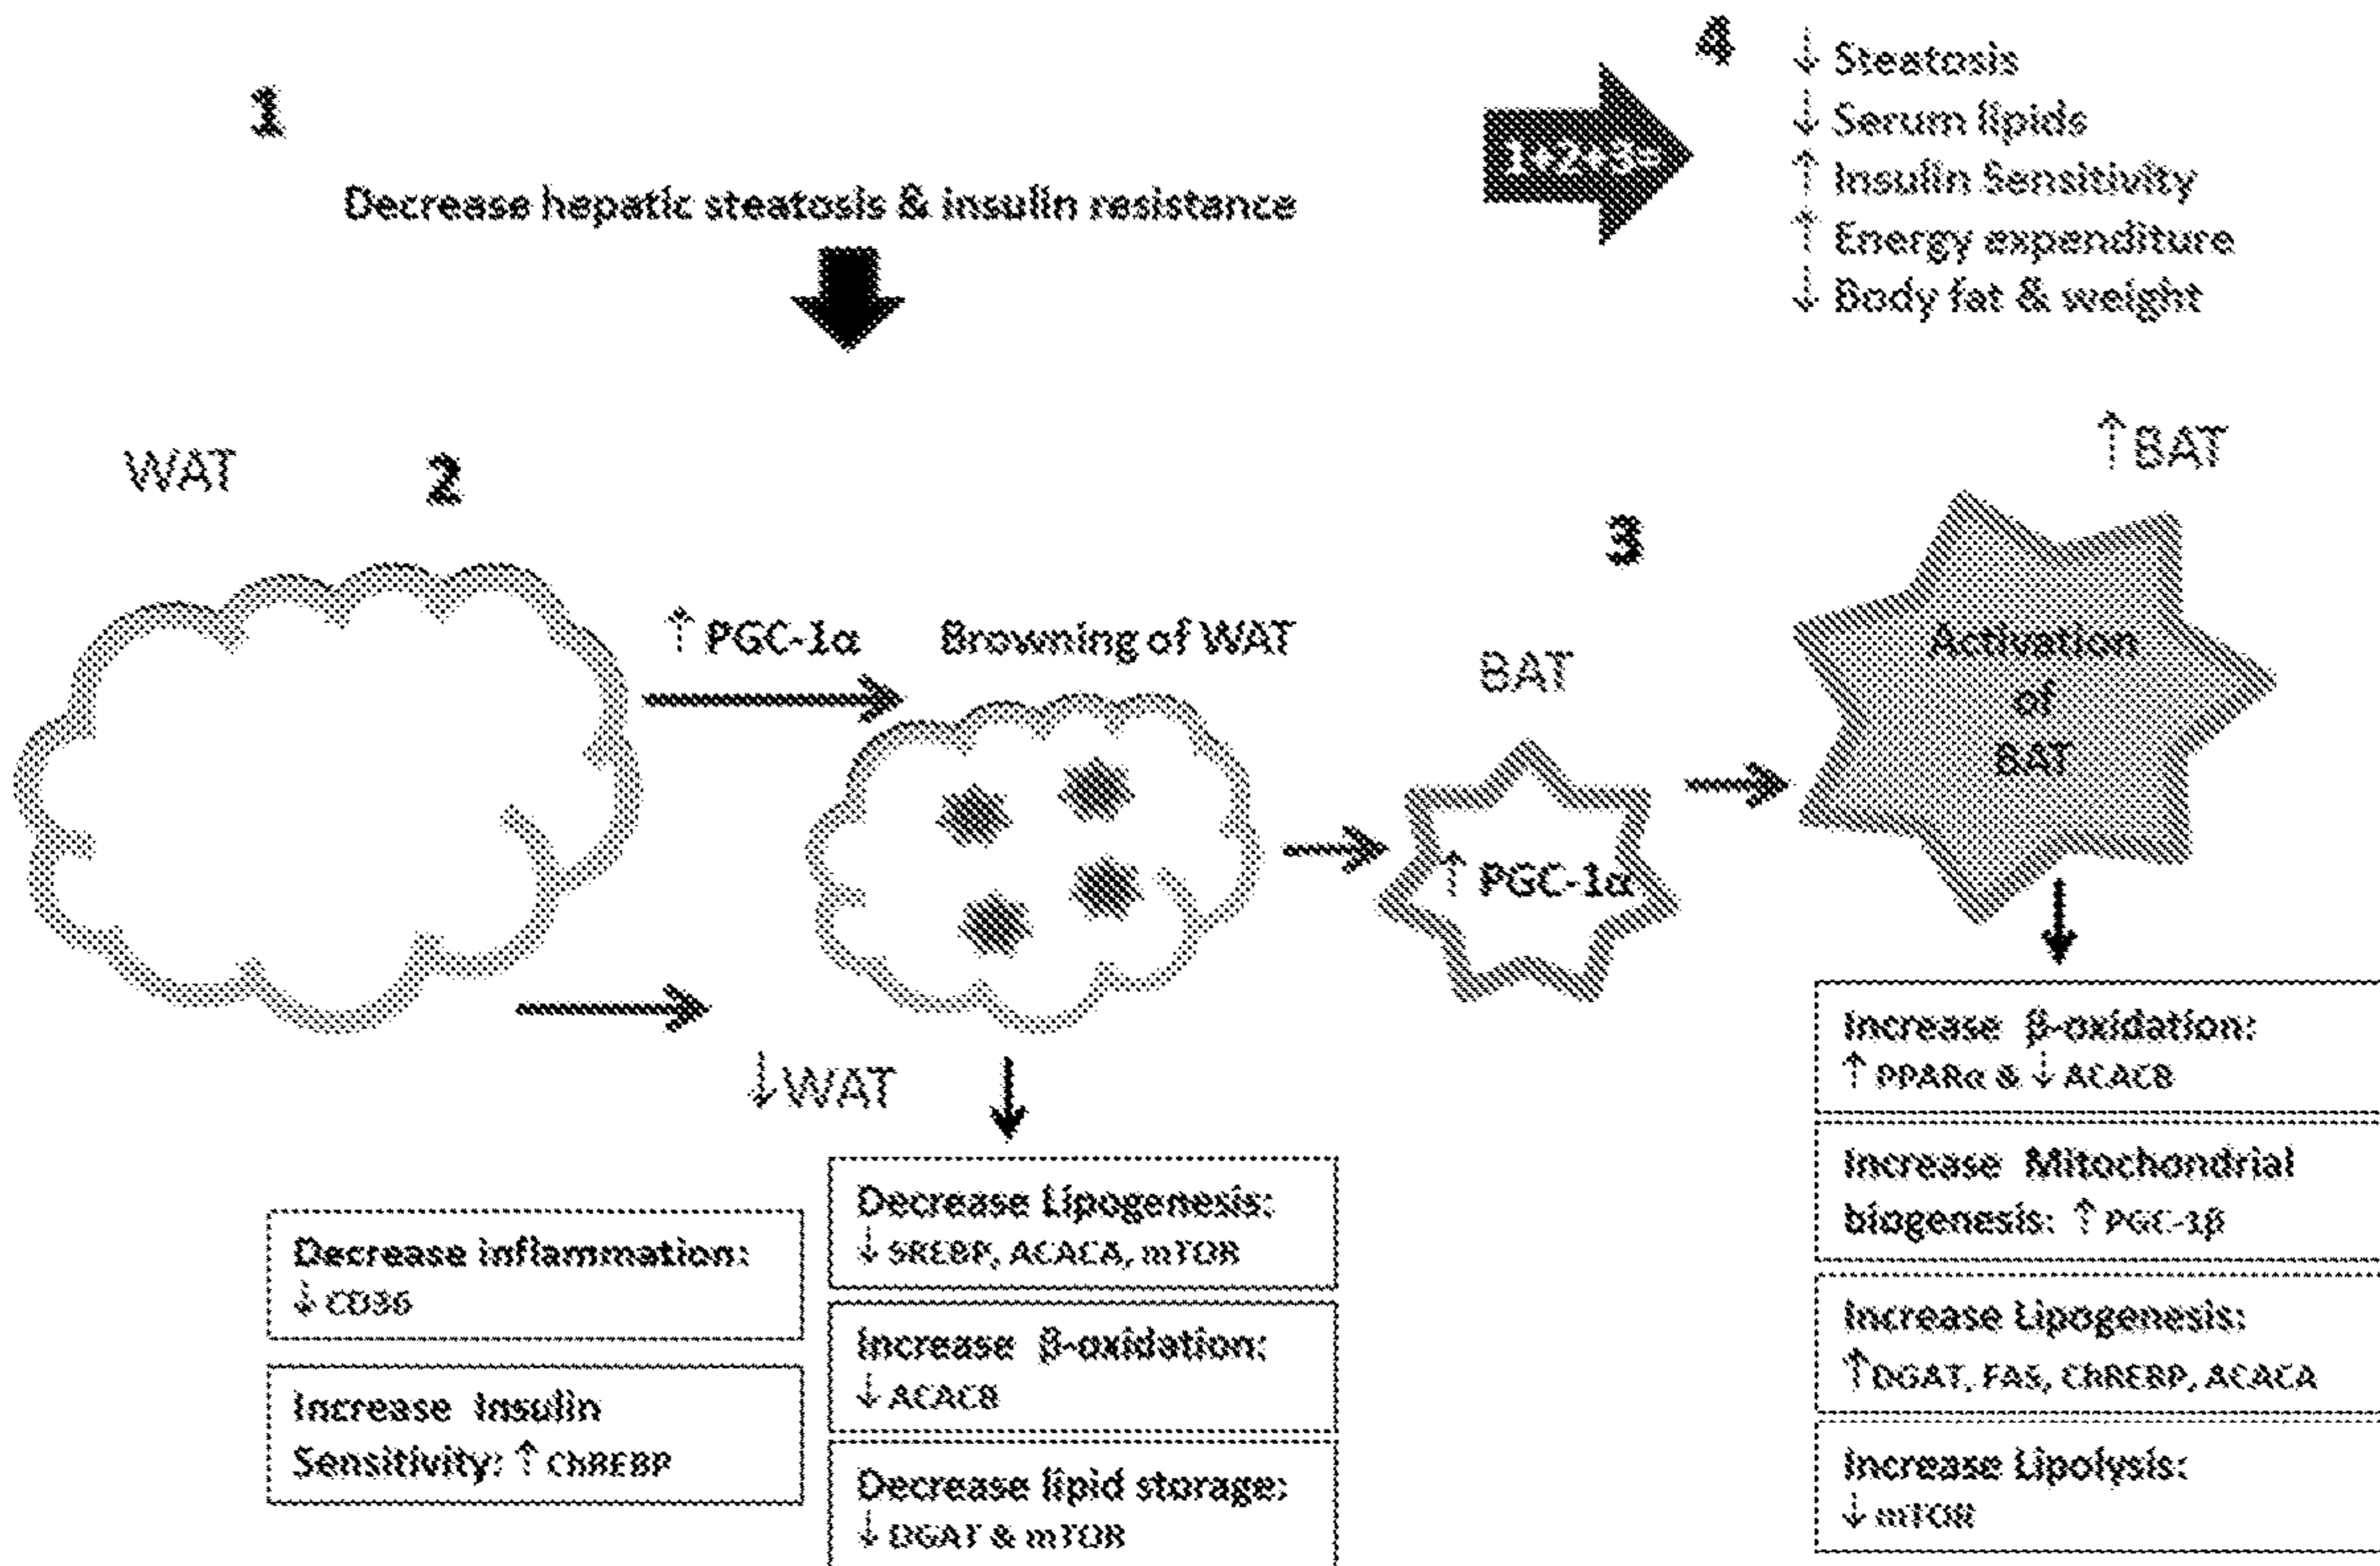 1
Decrease hepatic steatosis & insulin resistance
1+2+3=
4
↓ Steatosis
↓ Serum lipids
↑ Insulin Sensitivity
↑ Energy expenditure
↓ Body fat & weight
WAT
2
↑ PGC-1α
Browning of WAT
↓WAT
BAT
3
↑ PGC-1α
↑BAT
Activation
of
BAT
Decrease inflammation:
↓ CD36
Increase Insulin
Sensitivity: ↑ ChREBP
Decrease Lipogenesis:
↓ SREBP, ACACA, mTOR
Increase β-oxidation:
↓ ACACB
Decrease lipid storage:
↓ DGAT & mTOR
Increase β-oxidation:
↑ PPARα & ↓ ACACB
Increase Mitochondrial
biogenesis: ↑ PGC-1β
Increase Lipogenesis:
↑DGAT, FAS, ChREBP, ACACA
Increase Lipolysis:
↓ mTOR